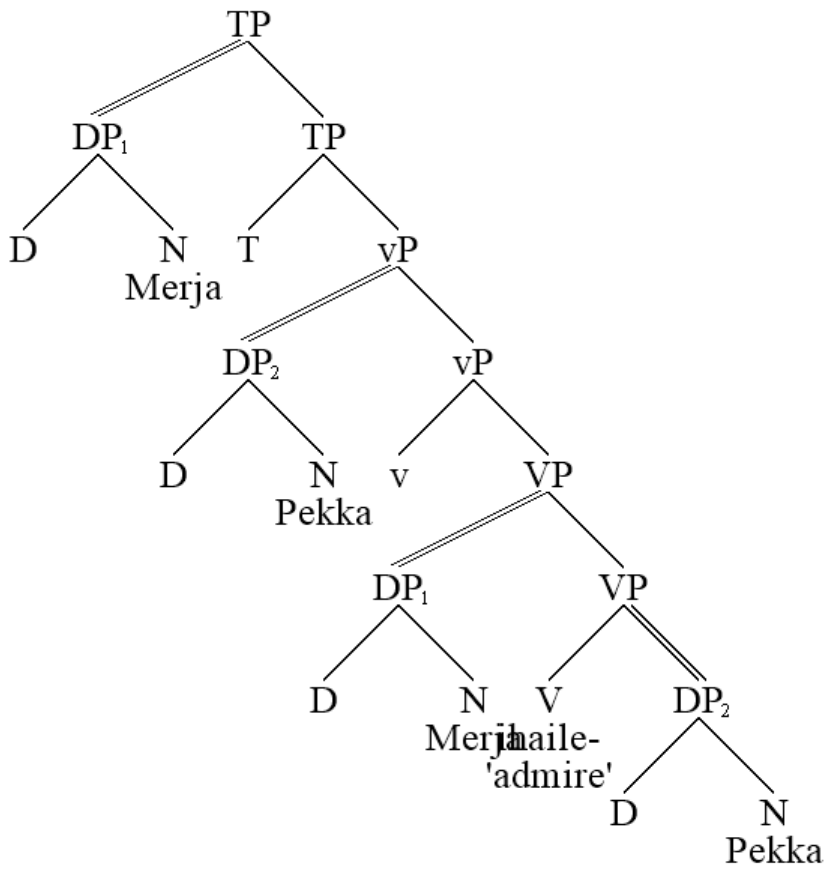 TP
DP₁ TP
D N T vP
Merja
DP₂ vP
D N v VP
Pekka
DP₁ VP
D N V DP₂
Merja ihaile-
'admire'
D N
Pekka